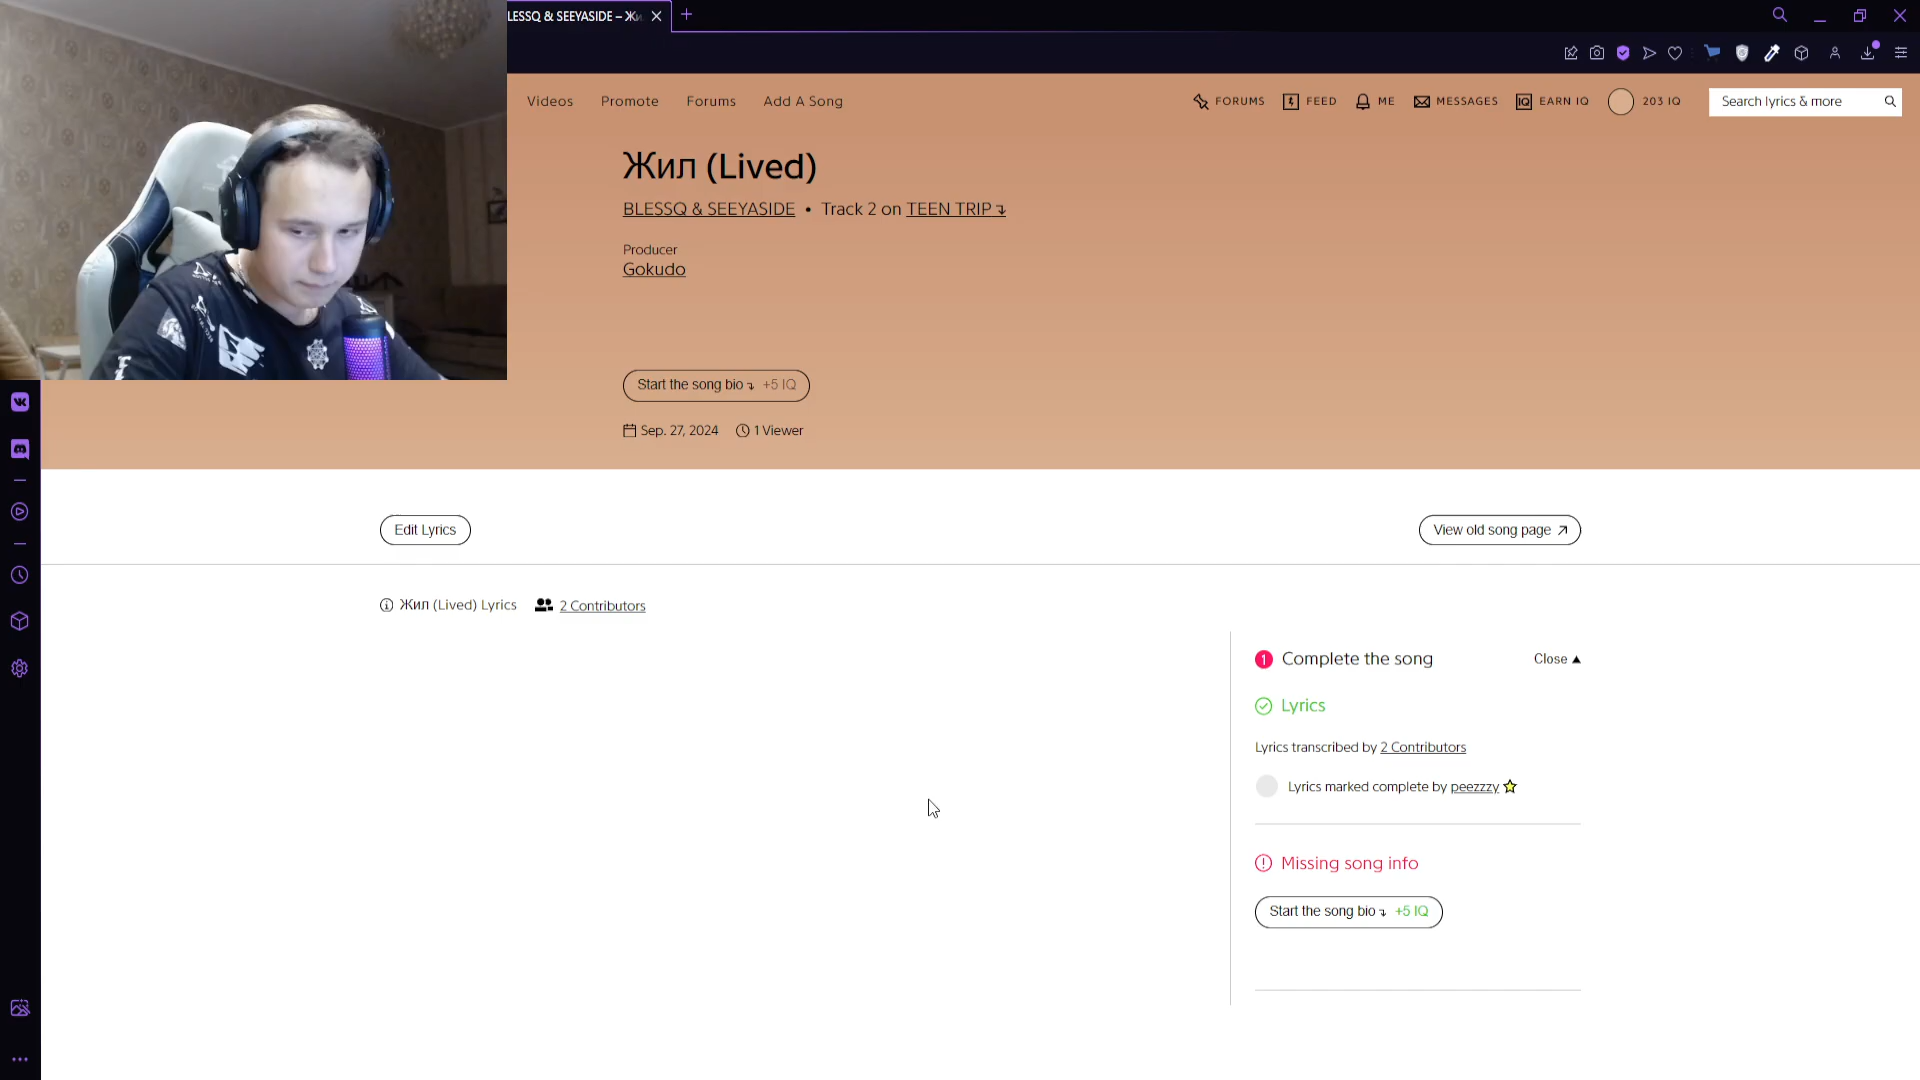 LESSQ & SEEYASIDE – Жи
Videos
Promote
Forums
Add A Song
FORUMS
FEED
ME
MESSAGES
IQ
EARN IQ
203 IQ
Search lyrics & more
Жил (Lived)
BLESSQ & SEEYASIDE • Track 2 on TEEN TRIP
Producer
Gokudo
Start the song bio +5 IQ
Sep. 27, 2024
1 Viewer
Edit Lyrics
View old song page
Жил (Lived) Lyrics
2 Contributors
1 Complete the song
Close
Lyrics
Lyrics transcribed by 2 Contributors
Lyrics marked complete by peezzzy
Missing song info
Start the song bio +5 IQ